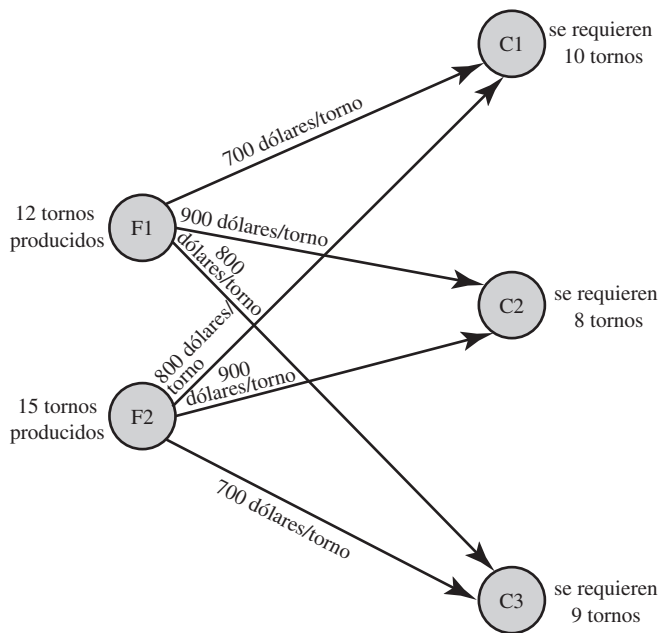 C1
se requieren
10 tornos
700 dólares/torno
12 tornos
producidos
F1
900 dólares/torno
800
dólares/torno
C2
se requieren
8 tornos
800 dólares/
torno
900
dólares/torno
15 tornos
producidos
F2
700 dólares/torno
C3
se requieren
9 tornos